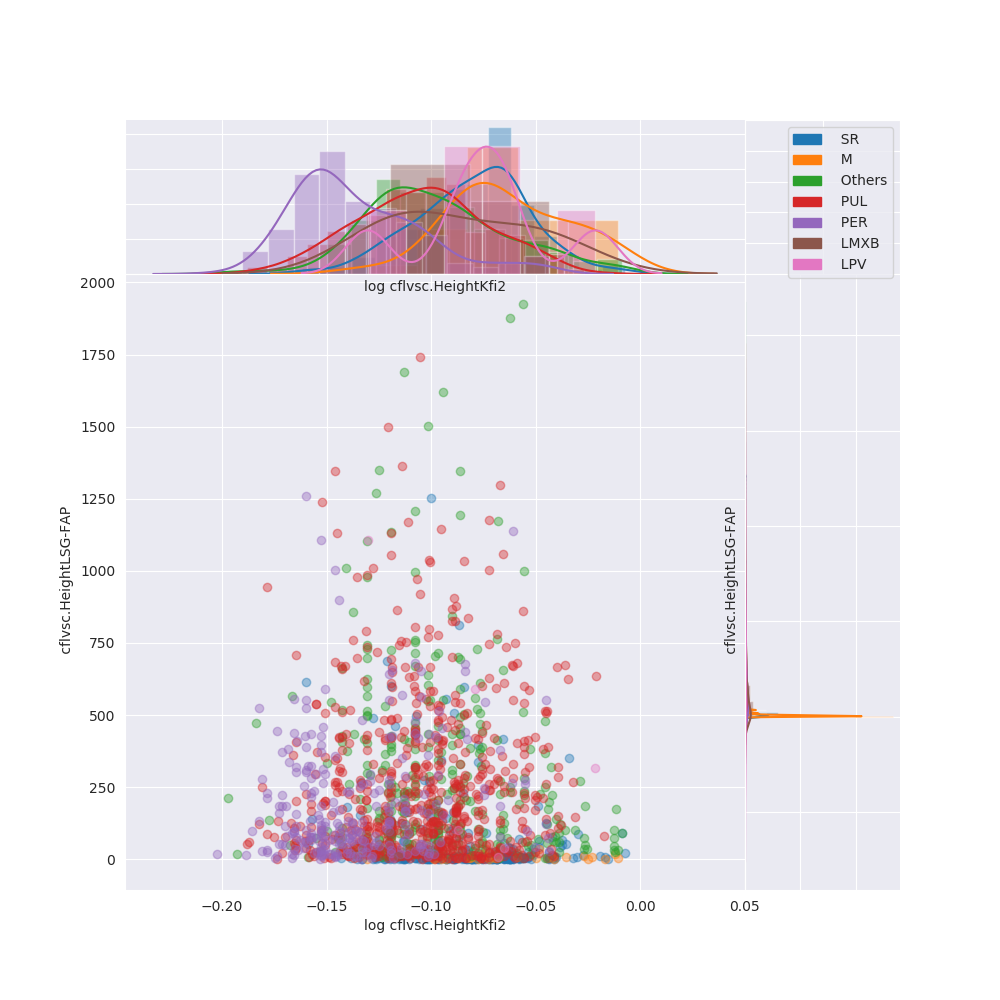 SR
M
Others
PUL
PER
LMXB
LPV
log cflvsc.HeightKfi2
2000
1750
1500
1250
1000
750
500
250
0
cflvsc.HeightLSG-FAP
cflvsc.HeightLSG-FAP
−0.20
−0.15
−0.10
−0.05
0.00
0.05
log cflvsc.HeightKfi2